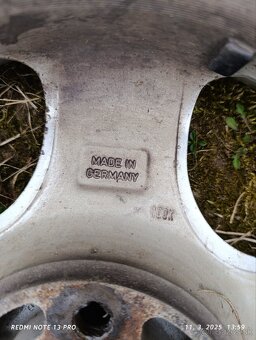 MADE IN
GERMANY
REDMI NOTE 13 PRO
11. 3. 2025 13:59